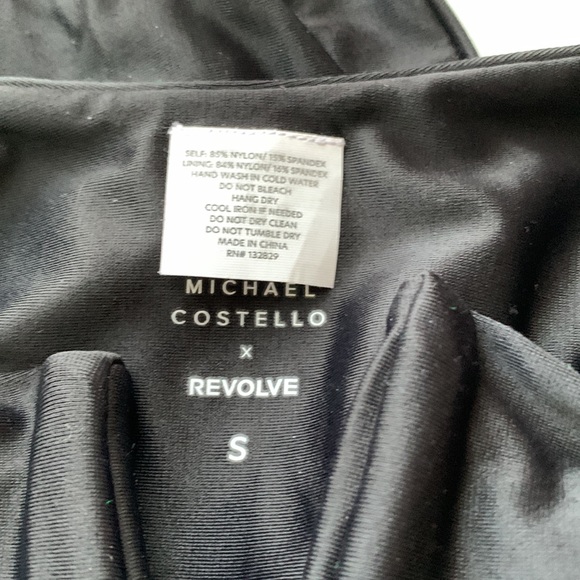 SELF: 85% NYLON/ 15% SPANDEX
LINING: 84% NYLON/ 16% SPANDEX
HAND WASH IN COLD WATER
DO NOT BLEACH
HANG DRY
COOL IRON IF NEEDED
DO NOT DRY CLEAN
DO NOT TUMBLE DRY
MADE IN CHINA
RN# 132829
MICHAEL
COSTELLO
X
REVOLVE
S